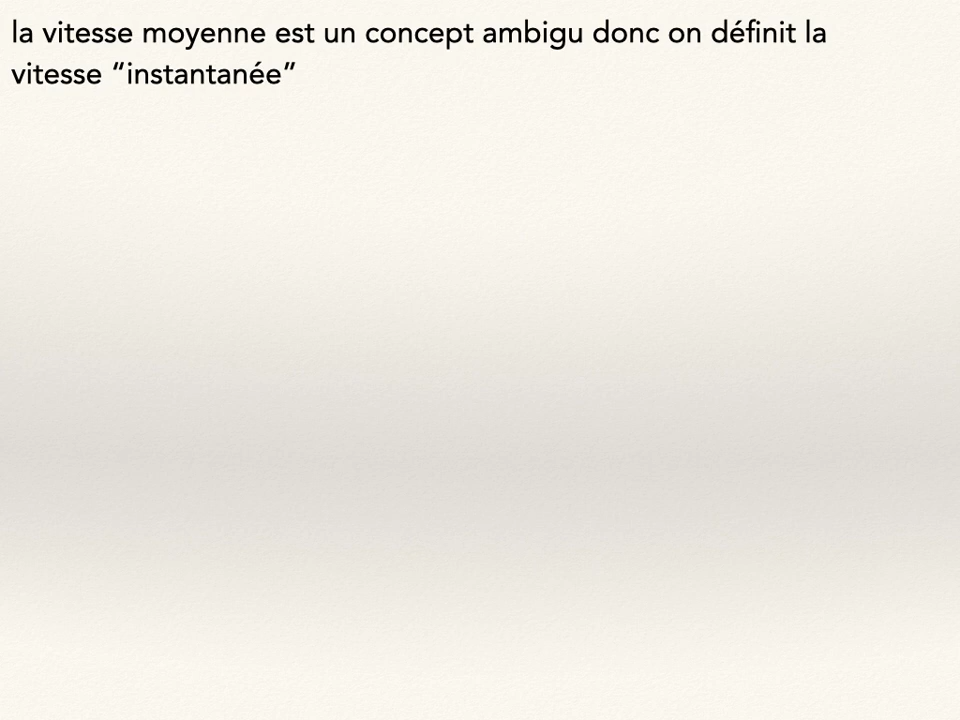 la vitesse moyenne est un concept ambigu donc on définit la
vitesse “instantanée”